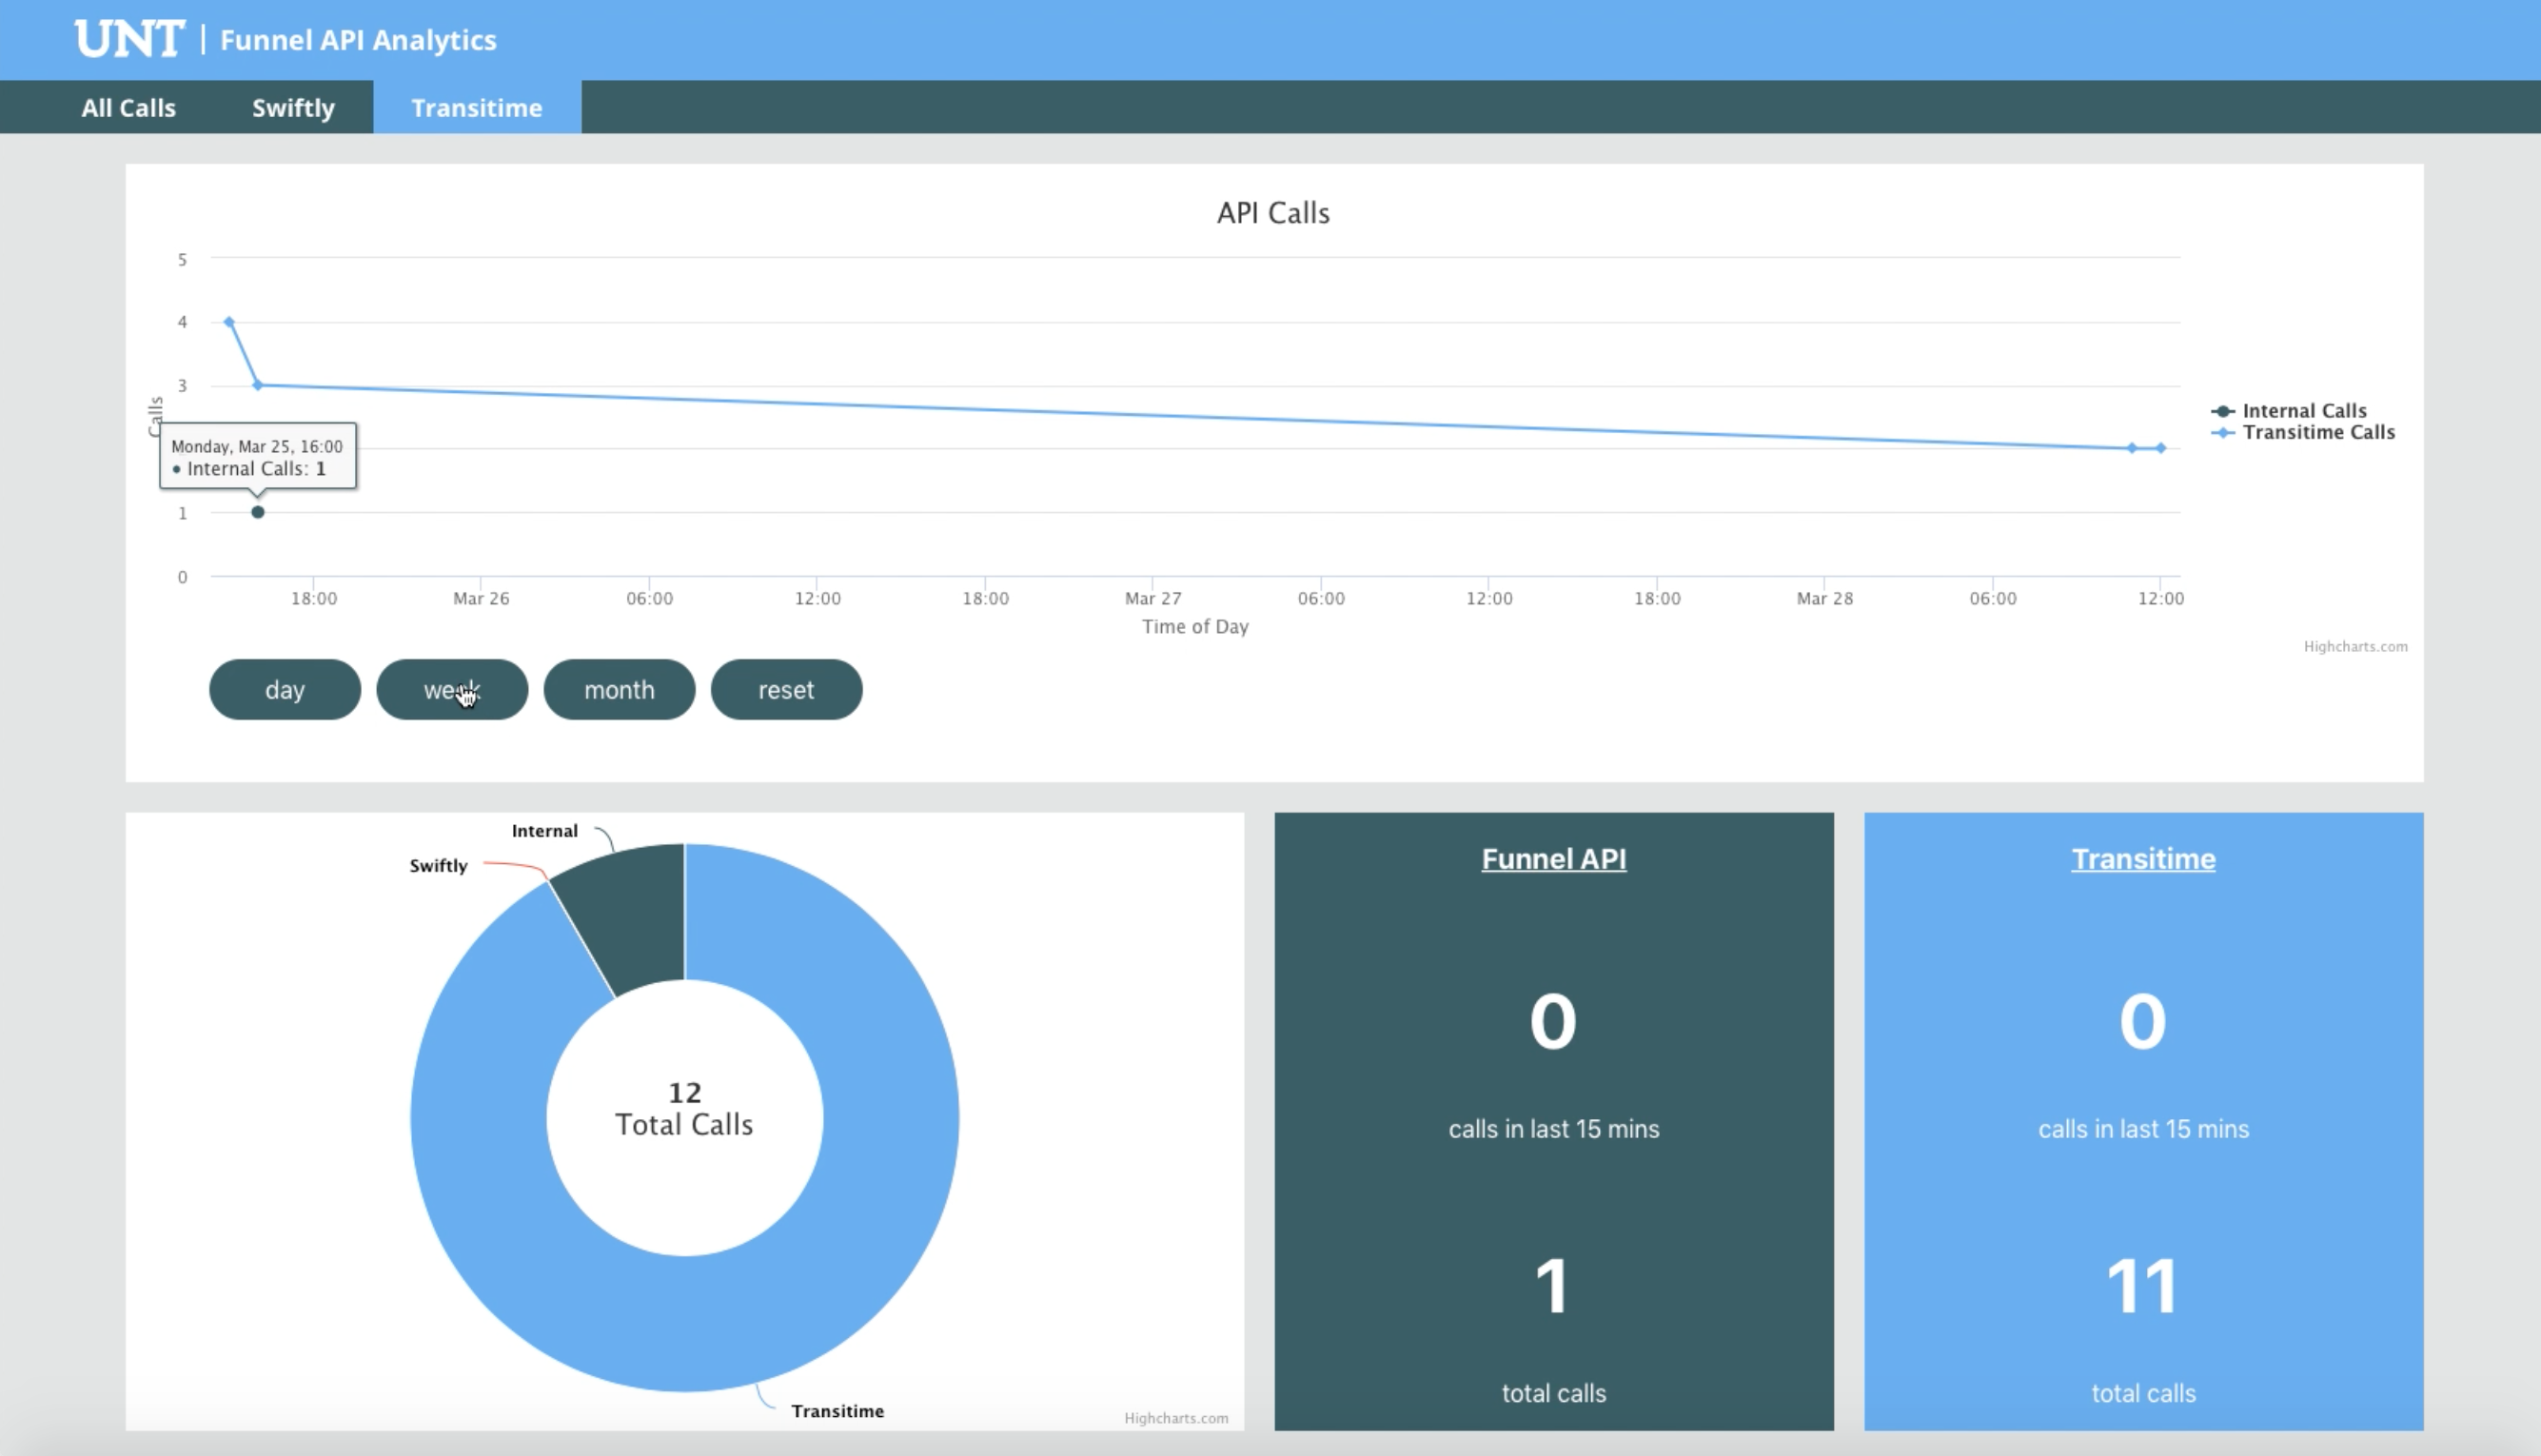 UNT | Funnel API Analytics
All Calls Swiftly Transitime
API Calls
5
4
3
1
0
Calls
Monday, Mar 25, 16:00
• Internal Calls: 1
Internal Calls
Transitime Calls
18:00 Mar 26 06:00 12:00 18:00 Mar 27 06:00 12:00 18:00 Mar 28 06:00 12:00
Time of Day
Highcharts.com
day week month reset
Internal
Swiftly
12
Total Calls
Transitime
Highcharts.com
Funnel API
0
calls in last 15 mins
1
total calls
Transitime
0
calls in last 15 mins
11
total calls